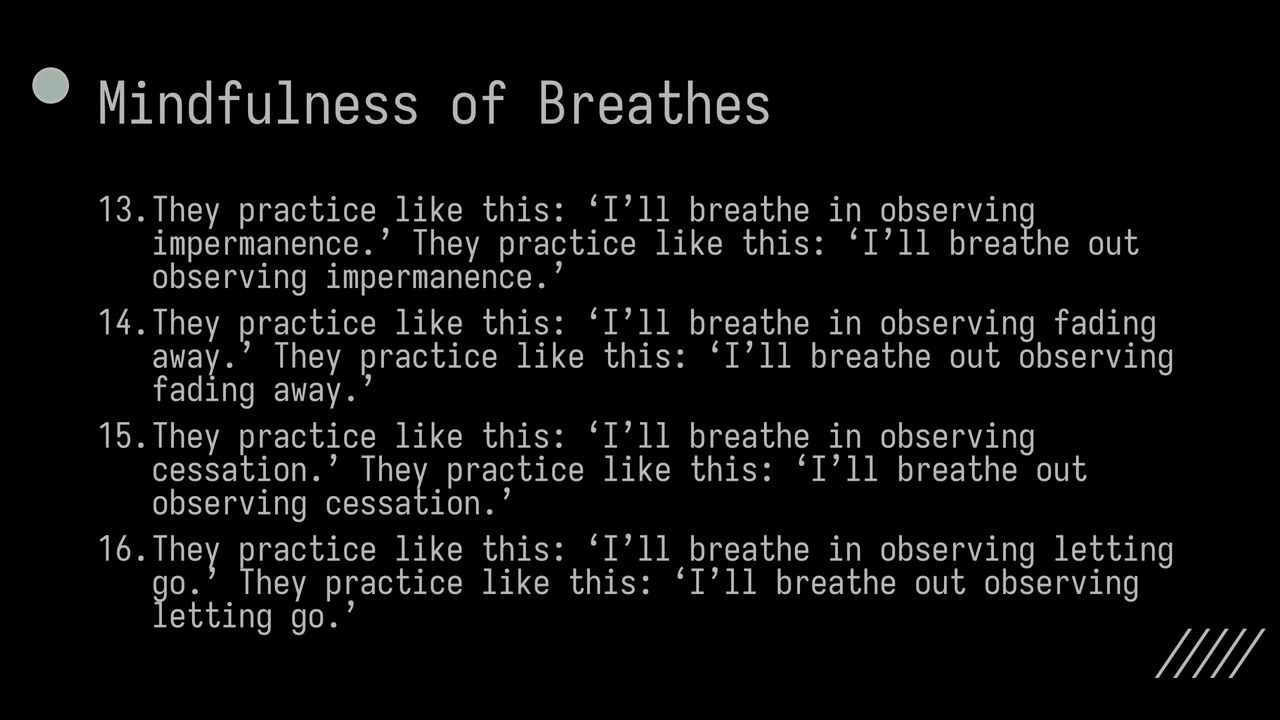 Mindfulness of Breathes
13.They practice like this: ‘I’ll breathe in observing
impermanence.’ They practice like this: ‘I’ll breathe out
observing impermanence.’
14.They practice like this: ‘I’ll breathe in observing fading
away.’ They practice like this: ‘I’ll breathe out observing
fading away.’
15.They practice like this: ‘I’ll breathe in observing
cessation.’ They practice like this: ‘I’ll breathe out
observing cessation.’
16.They practice like this: ‘I’ll breathe in observing letting
go.’ They practice like this: ‘I’ll breathe out observing
letting go.’